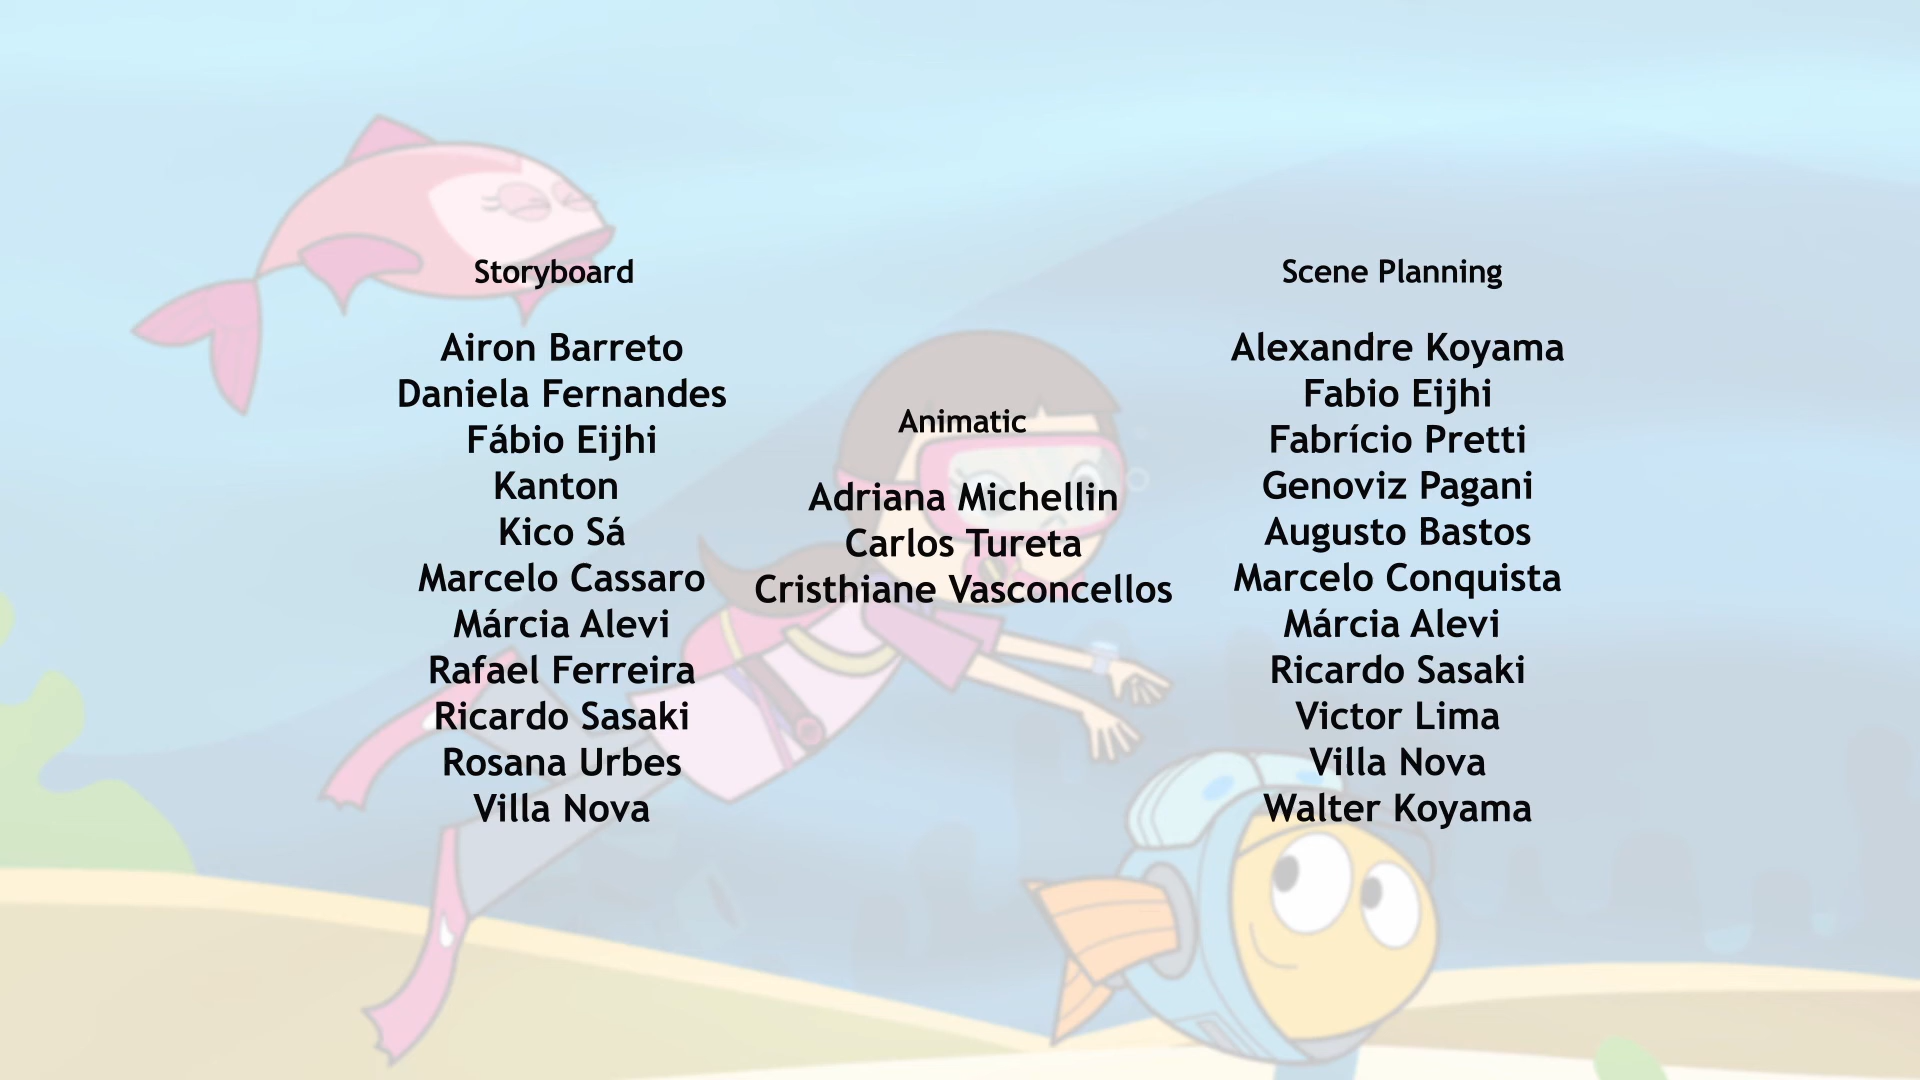 Storyboard
Airon Barreto
Daniela Fernandes
Fábio Eijhi
Kanton
Kico Sá
Marcelo Cassaro
Márcia Alevi
Rafael Ferreira
Ricardo Sasaki
Rosana Urbes
Villa Nova
Animatic
Adriana Michellin
Carlos Tureta
Cristhiane Vasconcellos
Scene Planning
Alexandre Koyama
Fabio Eijhi
Fabrício Pretti
Genoviz Pagani
Augusto Bastos
Marcelo Conquista
Márcia Alevi
Ricardo Sasaki
Victor Lima
Villa Nova
Walter Koyama